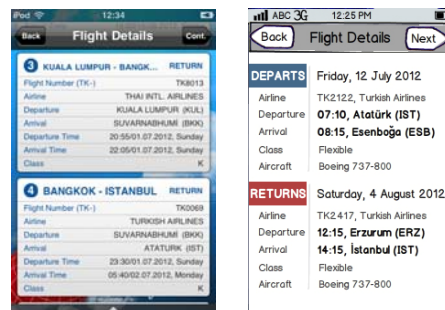 iPod
12:34
Back
Flight Details
Cont.
3 KUALA LUMPUR - BANGK... RETURN
Flight Number (TK-) TK8013
Airline THAI INTL. AIRLINES
Departure KUALA LUMPUR (KUL)
Arrival SUVARNABHUMİ (BKK)
Departure Time 20:55/01.07.2012, Sunday
Arrival Time 22:05/01.07.2012, Sunday
Class K
4 BANGKOK - ISTANBUL RETURN
Flight Number (TK-) TK0069
Airline TURKISH AIRLINES
Departure SUVARNABHUMİ (BKK)
Arrival ATATURK (IST)
Departure Time 23:30/01.07.2012, Sunday
Arrival Time 05:40/02.07.2012, Monday
Class K
ABC 3G 12:25 PM
Back Flight Details Next
DEPARTS Friday, 12 July 2012
Airline TK2122, Turkish Airlines
Departure 07:10, Atatürk (IST)
Arrival 08:15, Esenboğa (ESB)
Class Flexible
Aircraft Boeing 737-800
RETURNS Saturday, 4 August 2012
Airline TK2417, Turkish Airlines
Departure 12:15, Erzurum (ERZ)
Arrival 14:15, İstanbul (IST)
Class Flexible
Aircraft Boeing 737-800